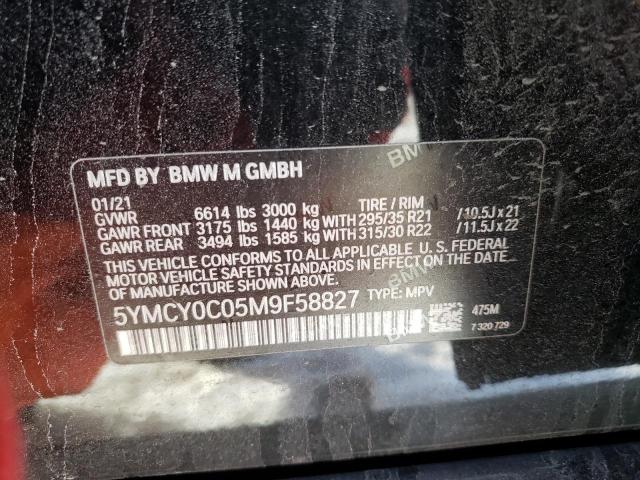 MFD BY BMW M GMBH
01/21 TIRE / RIM
GVWR 6614 lbs 3000 kg
GAWR FRONT 3175 lbs 1440 kg WITH 295/35 R21 /10.5J x 21
GAWR REAR 3494 lbs 1585 kg WITH 315/30 R22 /11.5J x 22
THIS VEHICLE CONFORMS TO ALL APPLICABLE U. S. FEDERAL
MOTOR VEHICLE SAFETY STANDARDS IN EFFECT ON THE DATE
OF MANUFACTURE SHOWN ABOVE.
5YMCY0C05M9F58827 TYPE: MPV
475M
7 320 729